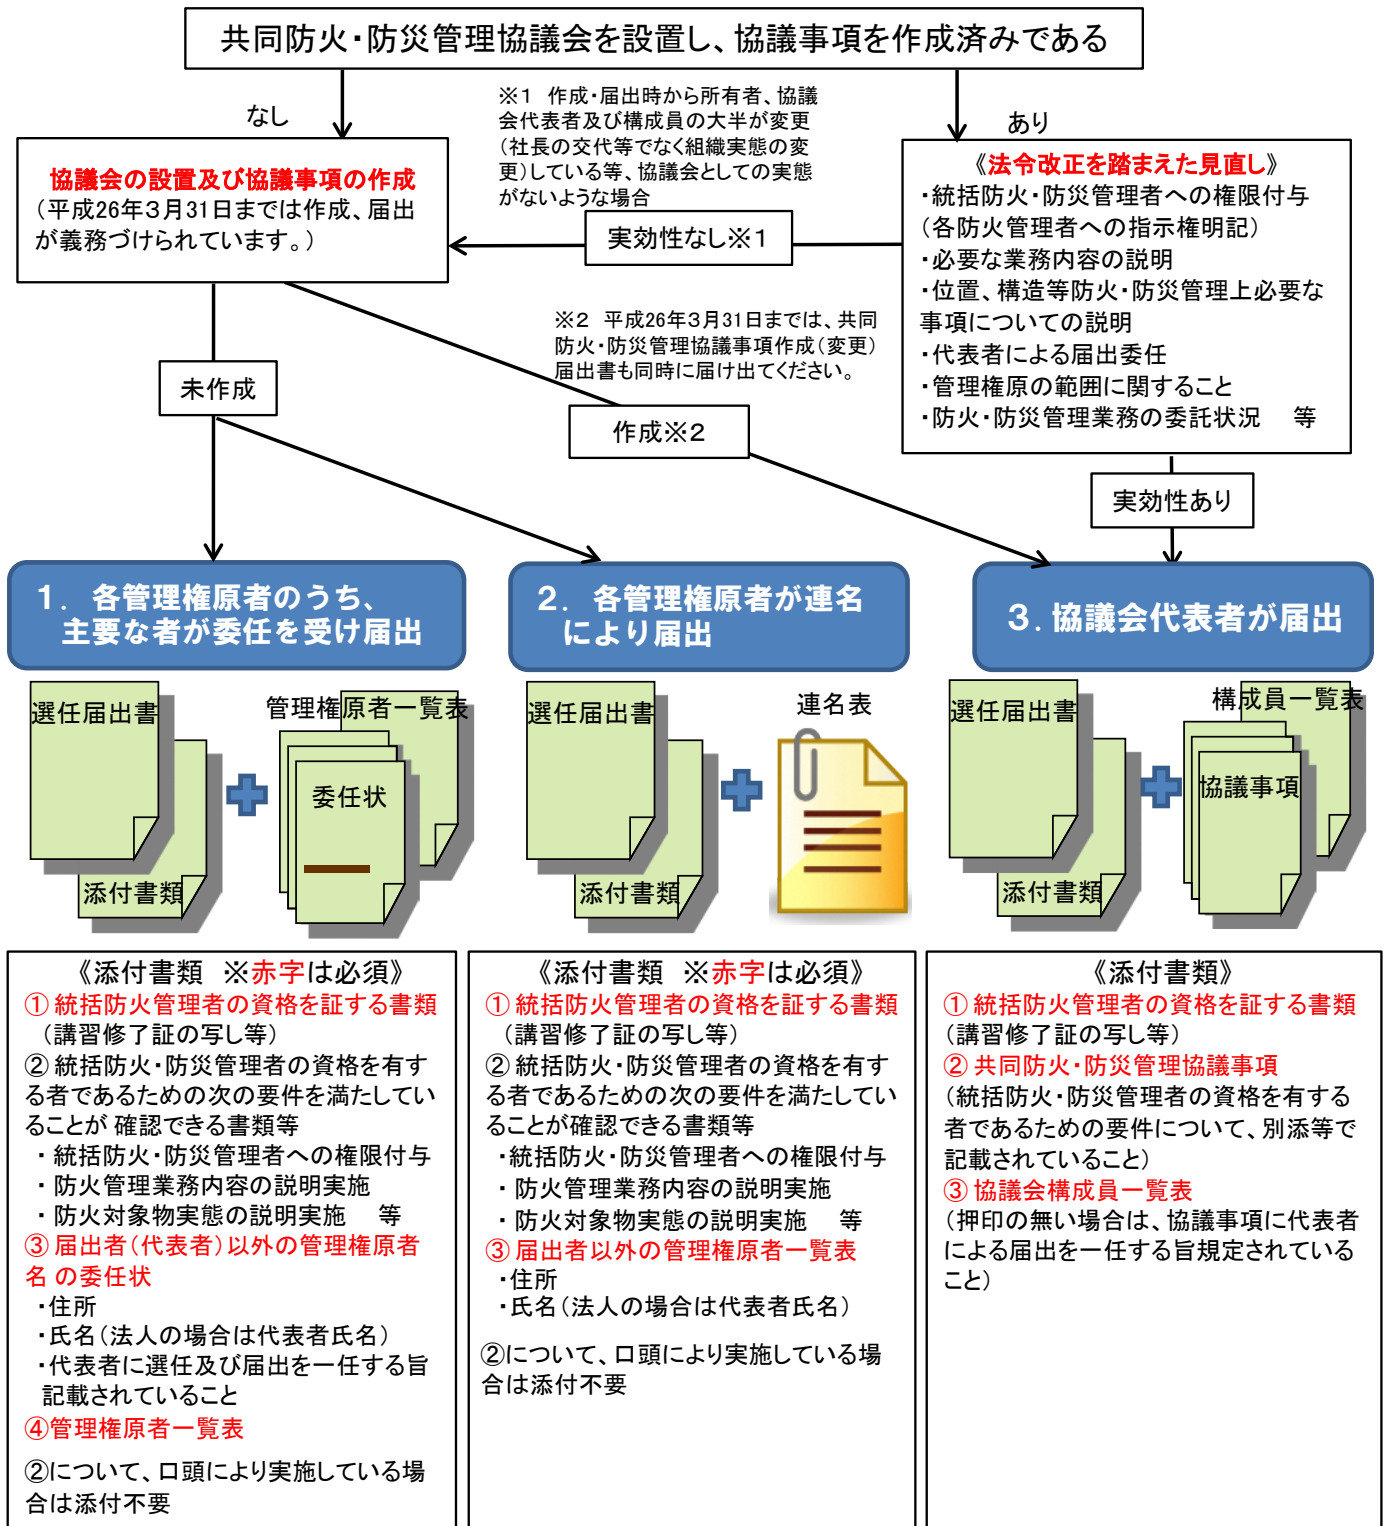 共同防火・防災管理協議会を設置し、協議事項を作成済みである
なし
※1　作成・届出時から所有者、協議
会代表者及び構成員の大半が変更
（社長の交代等でなく組織実態の変
更）している等、協議会としての実態
がないような場合
あり
協議会の設置及び協議事項の作成
（平成26年3月31日までは作成、届出
が義務づけられています。）
実効性なし※1
《法令改正を踏まえた見直し》
・統括防火・防災管理者への権限付与
（各防火管理者への指示権明記）
・必要な業務内容の説明
・位置、構造等防火・防災管理上必要な
事項についての説明
・代表者による届出委任
・管理権原の範囲に関すること
・防火・防災管理業務の委託状況　等
※2　平成26年3月31日までは、共同
防火・防災管理協議事項作成（変更）
届出書も同時に届け出てください。
未作成
作成※2
実効性あり
1．各管理権原者のうち、
主要な者が委任を受け届出
2．各管理権原者が連名
により届出
3．協議会代表者が届出
選任届出書
管理権原者一覧表
委任状
添付書類
選任届出書
連名表
添付書類
選任届出書
構成員一覧表
協議事項
添付書類
《添付書類　※赤字は必須》
① 統括防火管理者の資格を証する書類
（講習修了証の写し等）
② 統括防火・防災管理者の資格を有す
る者であるための次の要件を満たしてい
ることが 確認できる書類等
・統括防火・防災管理者への権限付与
・防火管理業務内容の説明実施
・防火対象物実態の説明実施　等
③ 届出者（代表者）以外の管理権原者
名 の委任状
・住所
・氏名（法人の場合は代表者氏名）
・代表者に選任及び届出を一任する旨
記載されていること
④管理権原者一覧表
②について、口頭により実施している場
合は添付不要
《添付書類　※赤字は必須》
① 統括防火管理者の資格を証する書類
（講習修了証の写し等）
② 統括防火・防災管理者の資格を有す
る者であるための次の要件を満たしてい
ることが確認できる書類等
・統括防火・防災管理者への権限付与
・防火管理業務内容の説明実施
・防火対象物実態の説明実施　等
③ 届出者以外の管理権原者一覧表
・住所
・氏名（法人の場合は代表者氏名）
②について、口頭により実施している場
合は添付不要
《添付書類》
① 統括防火管理者の資格を証する書類
（講習修了証の写し等）
② 共同防火・防災管理協議事項
（統括防火・防災管理者の資格を有する
者であるための要件について、別添等で
記載されていること）
③ 協議会構成員一覧表
（押印の無い場合は、協議事項に代表者
による届出を一任する旨規定されている
こと）